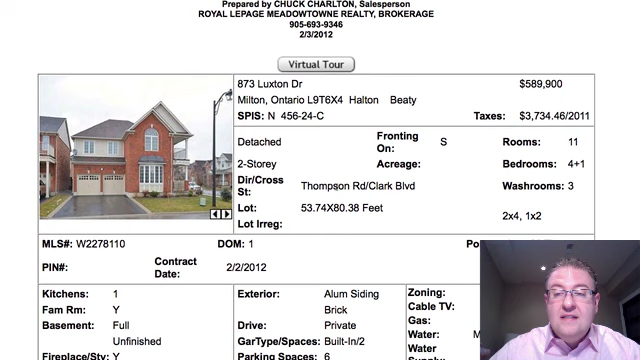 Prepared by CHUCK CHARLTON, Salesperson
ROYAL LEPAGE MEADOWTOWNE REALTY, BROKERAGE
905-693-9346
2/3/2012
Virtual Tour
873 Luxton Dr $589,900
Milton, Ontario L9T6X4 Halton Beaty
SPIS: N 456-24-C Taxes: $3,734.46/2011
Detached Fronting On: S Rooms: 11
2-Storey Acreage: Bedrooms: 4+1
Dir/Cross St: Thompson Rd/Clark Blvd Washrooms: 3
Lot: 53.74X80.38 Feet 2x4, 1x2
Lot Irreg:
MLS#: W2278110 DOM: 1
PIN#: Contract Date: 2/2/2012
Kitchens: 1 Exterior: Alum Siding Zoning:
Fam Rm: Y Brick Cable TV:
Basement: Full Drive: Private Gas:
Unfinished GarType/Spaces: Built-In/2 Water: M
Fireplace/Stv: Y Parking Spaces: 6 Water